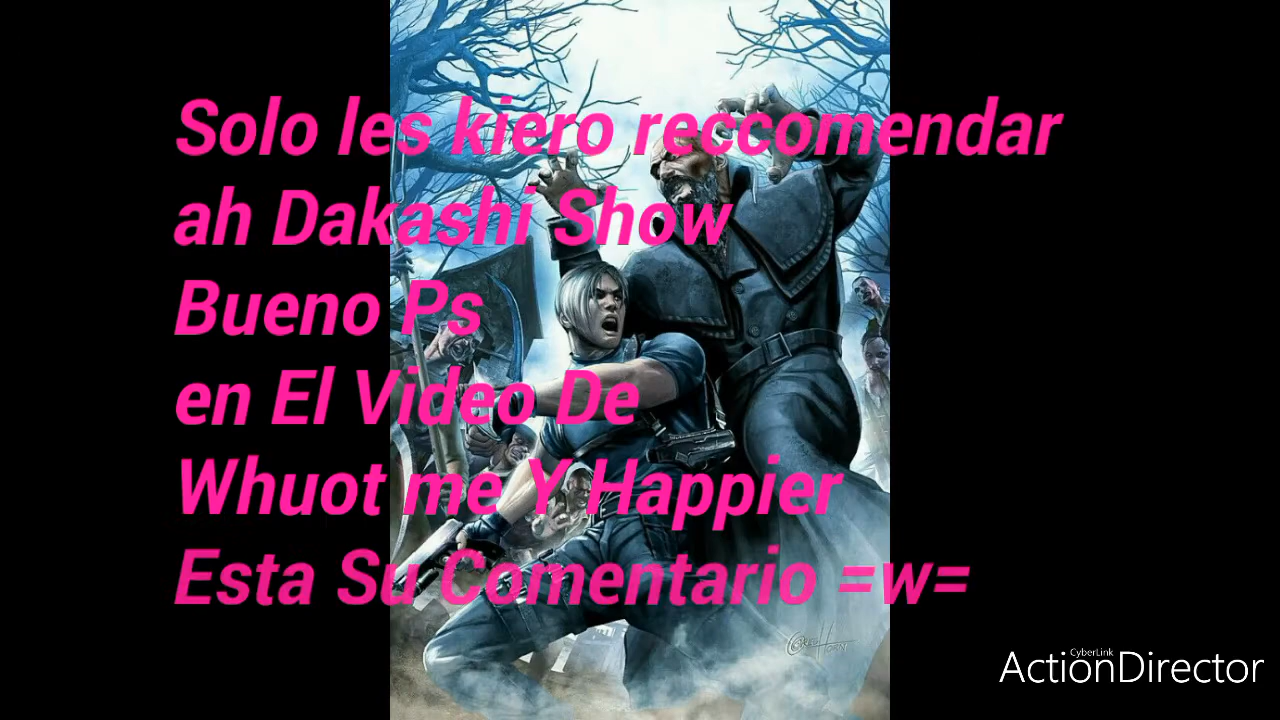 Solo les kiero reccomendar
ah Dakashi Show
Bueno Ps
en El Video De
Whuot me Y Happier
Esta Su Comentario =w=
CyberLink
ActionDirector